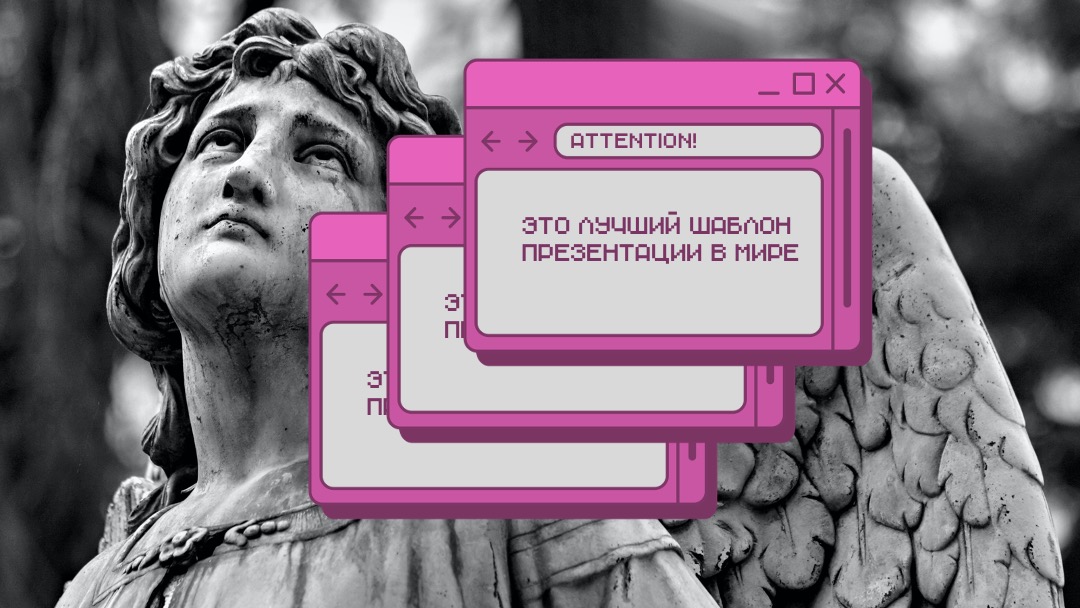 ATTENTION!
ЭТО ЛУЧШИЙ ШАБЛОН
ПРЕЗЕНТАЦИИ В МИРЕ